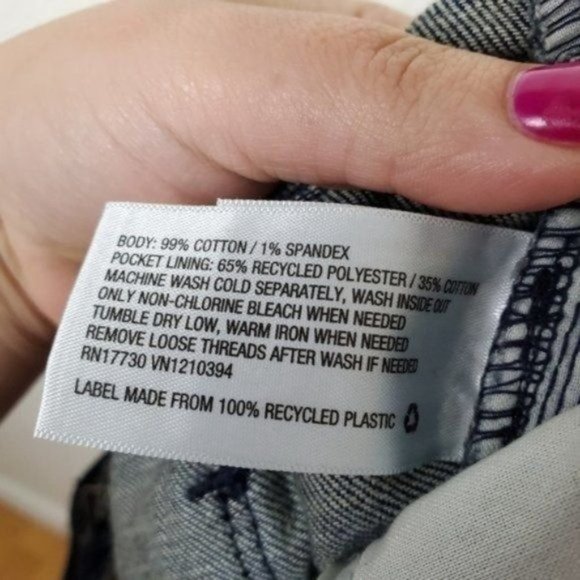 BODY: 99% COTTON / 1% SPANDEX
POCKET LINING: 65% RECYCLED POLYESTER / 35% COTTON
MACHINE WASH COLD SEPARATELY, WASH INSIDE OUT
ONLY NON-CHLORINE BLEACH WHEN NEEDED
TUMBLE DRY LOW, WARM IRON WHEN NEEDED
REMOVE LOOSE THREADS AFTER WASH IF NEEDED
RN17730 VN1210394
LABEL MADE FROM 100% RECYCLED PLASTIC